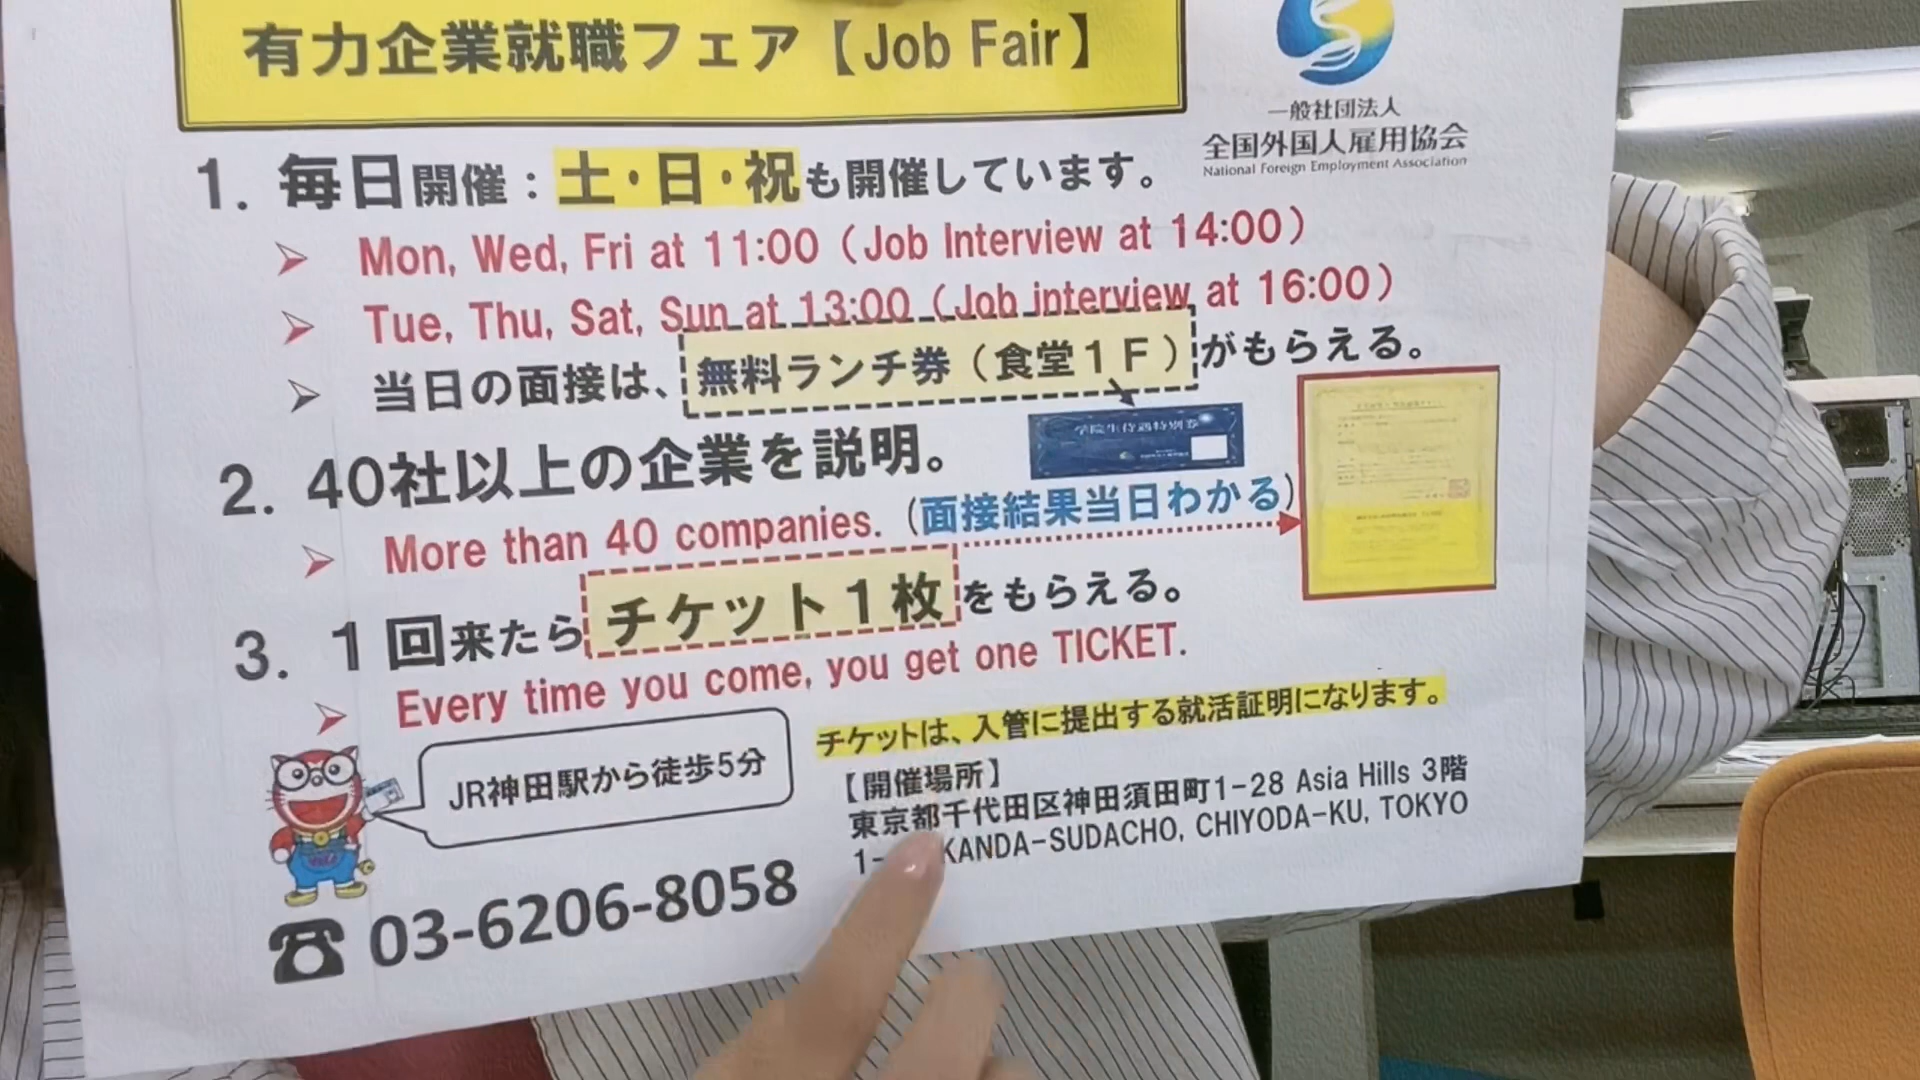 有力企業就職フェア【Job Fair】
一般社団法人
全国外国人雇用協会
National Foreign Employment Association
1. 毎日開催：土・日・祝も開催しています。
Mon, Wed, Fri at 11:00（Job Interview at 14:00）
Tue, Thu, Sat, Sun at 13:00（Job interview at 16:00）
当日の面接は、無料ランチ券（食堂１Ｆ）がもらえる。
学院生待遇特別券
2. 40社以上の企業を説明。
More than 40 companies.（面接結果当日わかる）
3. １回来たらチケット１枚をもらえる。
Every time you come, you get one TICKET.
チケットは、入管に提出する就活証明になります。
JR神田駅から徒歩5分
【開催場所】
東京都千代田区神田須田町1-28 Asia Hills 3階
1- KANDA-SUDACHO, CHIYODA-KU, TOKYO
03-6206-8058